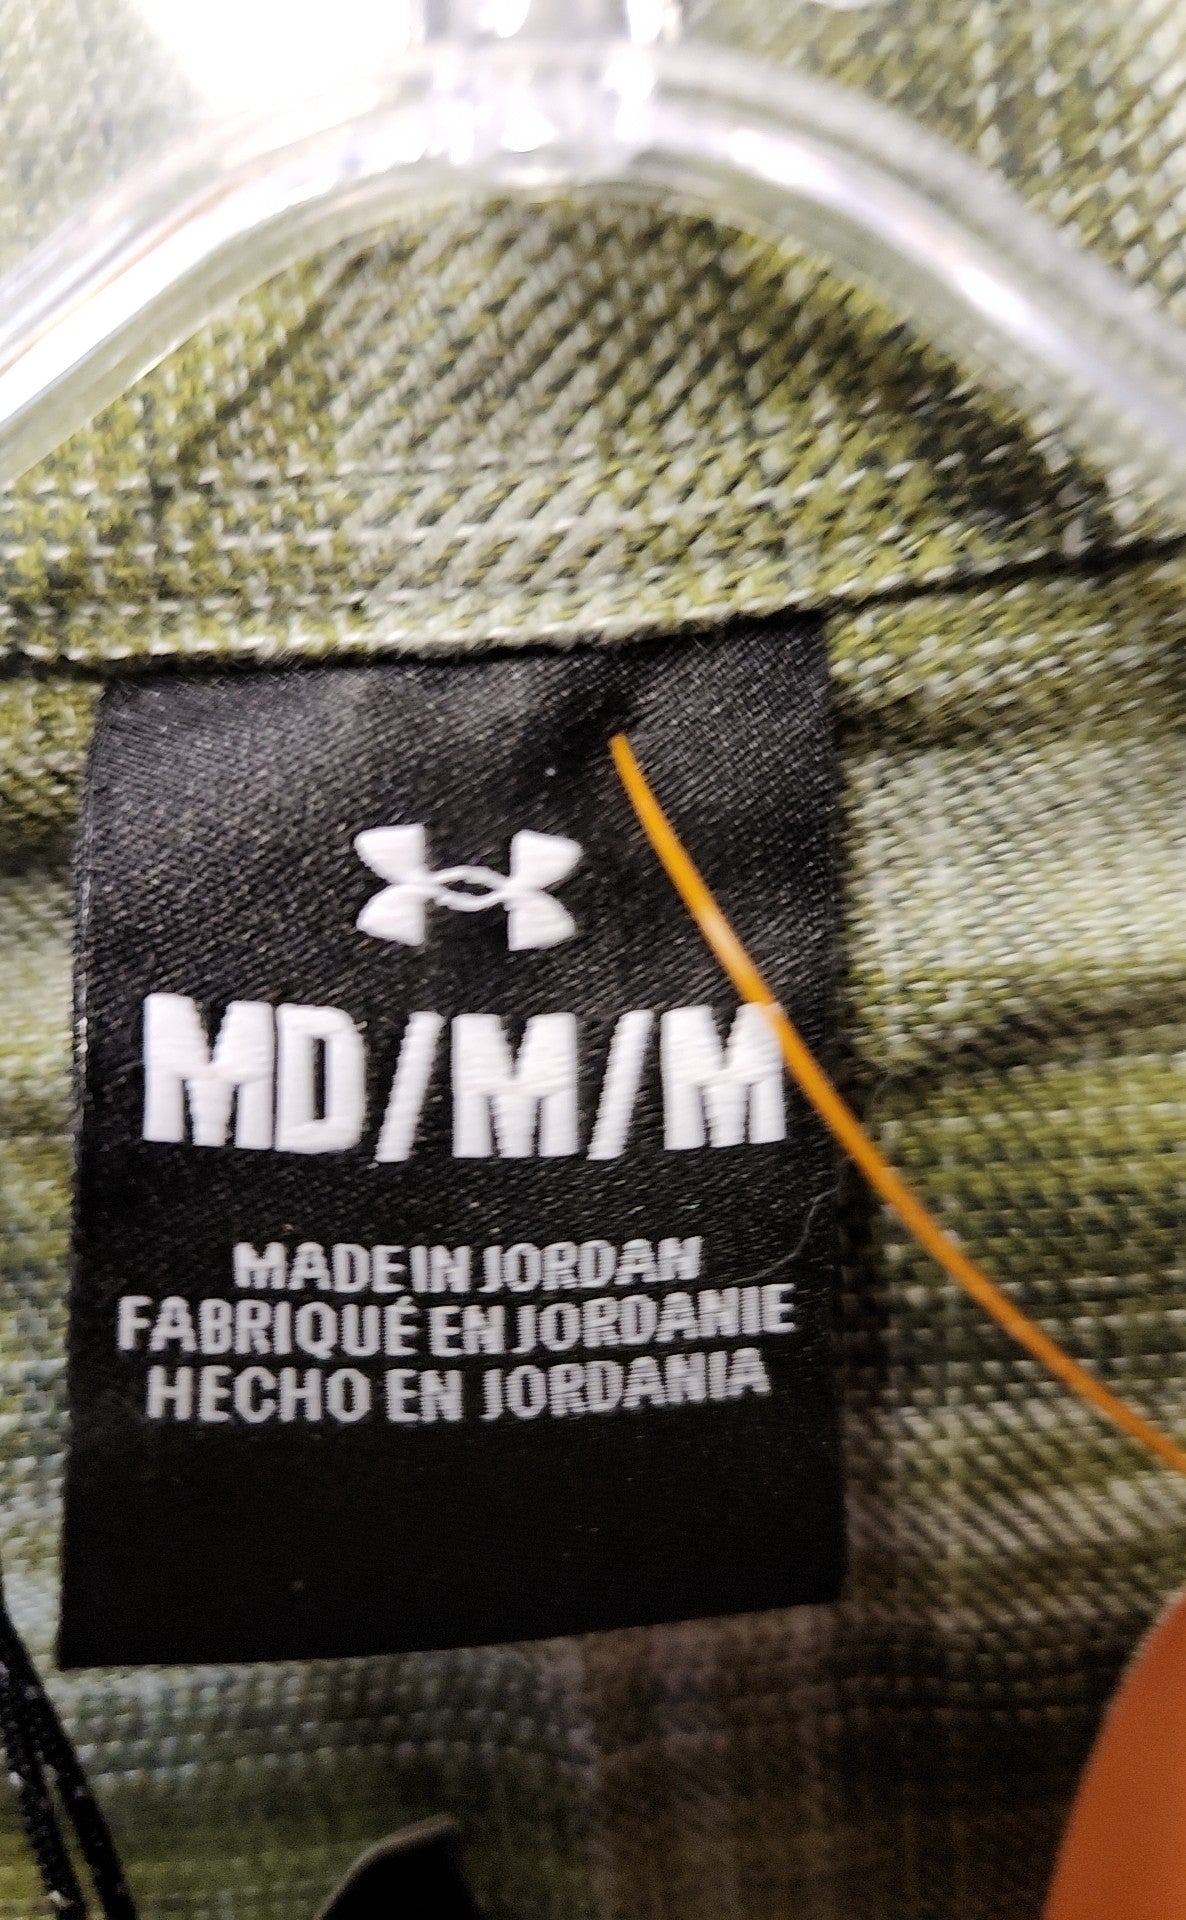 MD/M/M
MADE IN JORDAN
FABRIQUÉ EN JORDANIE
HECHO EN JORDANIA